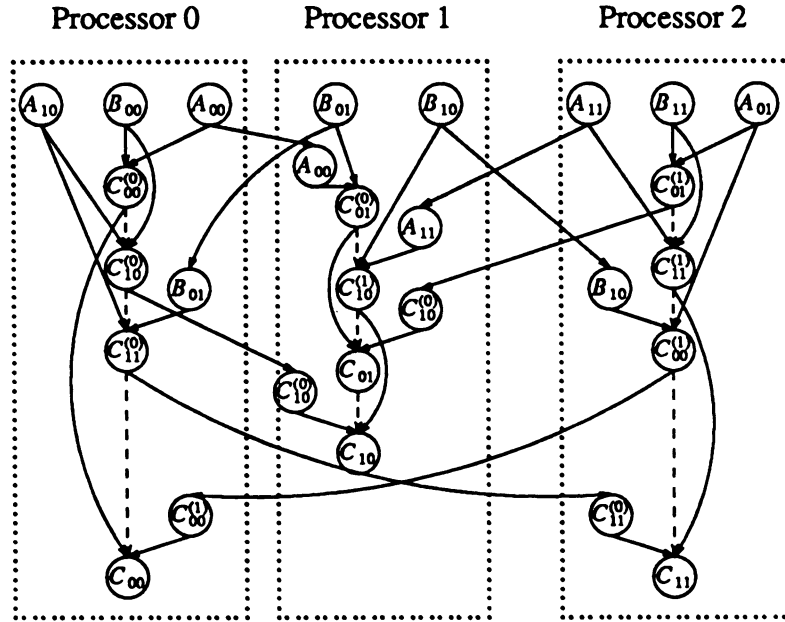 Processor 0 Processor 1 Processor 2
A₁₀ B₀₀ A₀₀ B₀₁ B₁₀ A₁₁ B₁₁ A₀₁
A₀₀
C₀₀⁽⁰⁾ C₀₁⁽¹⁾
C₀₁⁽⁰⁾
A₁₁
C₁₀⁽⁰⁾ C₁₁⁽¹⁾
B₀₁ C₁₀⁽¹⁾ B₁₀
C₁₀⁽⁰⁾
C₁₁⁽⁰⁾ C₀₀⁽¹⁾
C₀₁
C₁₀⁽⁰⁾
C₁₀
C₀₀⁽¹⁾ C₁₁⁽⁰⁾
C₀₀ C₁₁